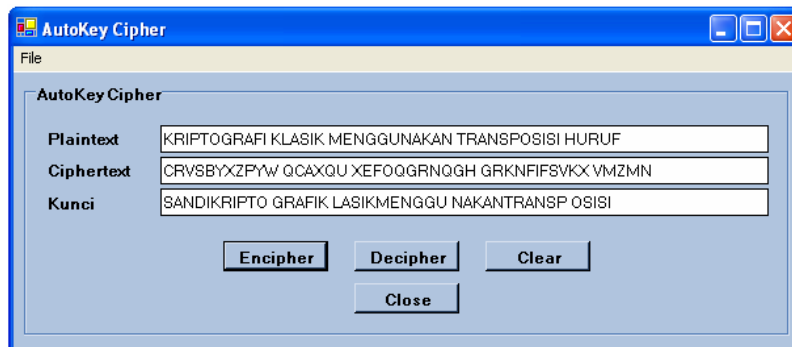 AutoKey Cipher
File
AutoKey Cipher
Plaintext KRIPTOGRAFI KLASIK MENGGUNAKAN TRANSPOSISI HURUF
Ciphertext CRVSBYXZPYW QCAXQU XEFOQGRNQGH GRKNFIFSVKX VMZMN
Kunci SANDIKRIPTO GRAFIK LASIKMENGGU NAKANTRANSP OSISI
Encipher Decipher Clear
Close